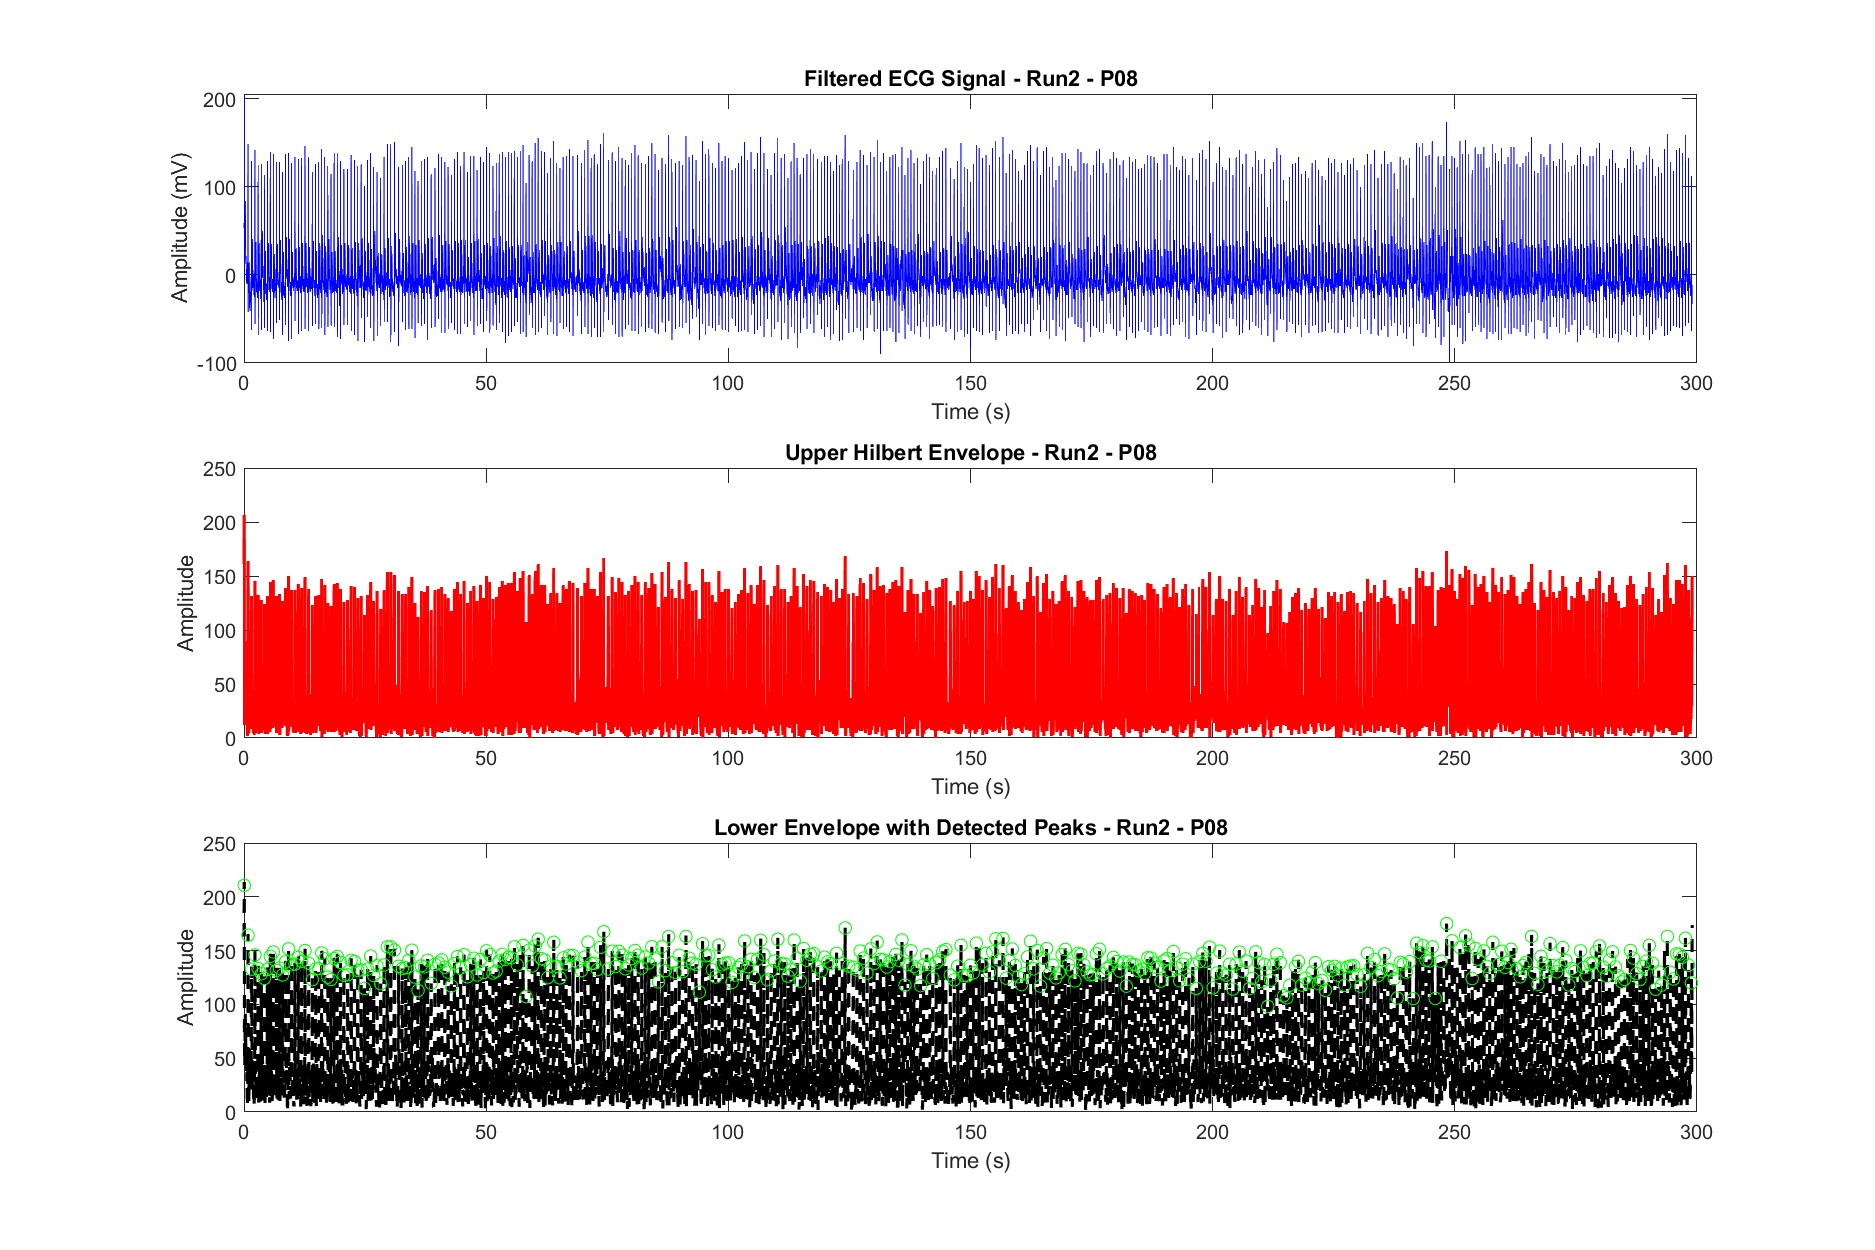 Filtered ECG Signal - Run2 - P08
Amplitude (mV)
200
100
0
-100
0 50 100 150 200 250 300
Time (s)
Upper Hilbert Envelope - Run2 - P08
Amplitude
250
200
150
100
50
0
0 50 100 150 200 250 300
Time (s)
Lower Envelope with Detected Peaks - Run2 - P08
Amplitude
250
200
150
100
50
0
0 50 100 150 200 250 300
Time (s)